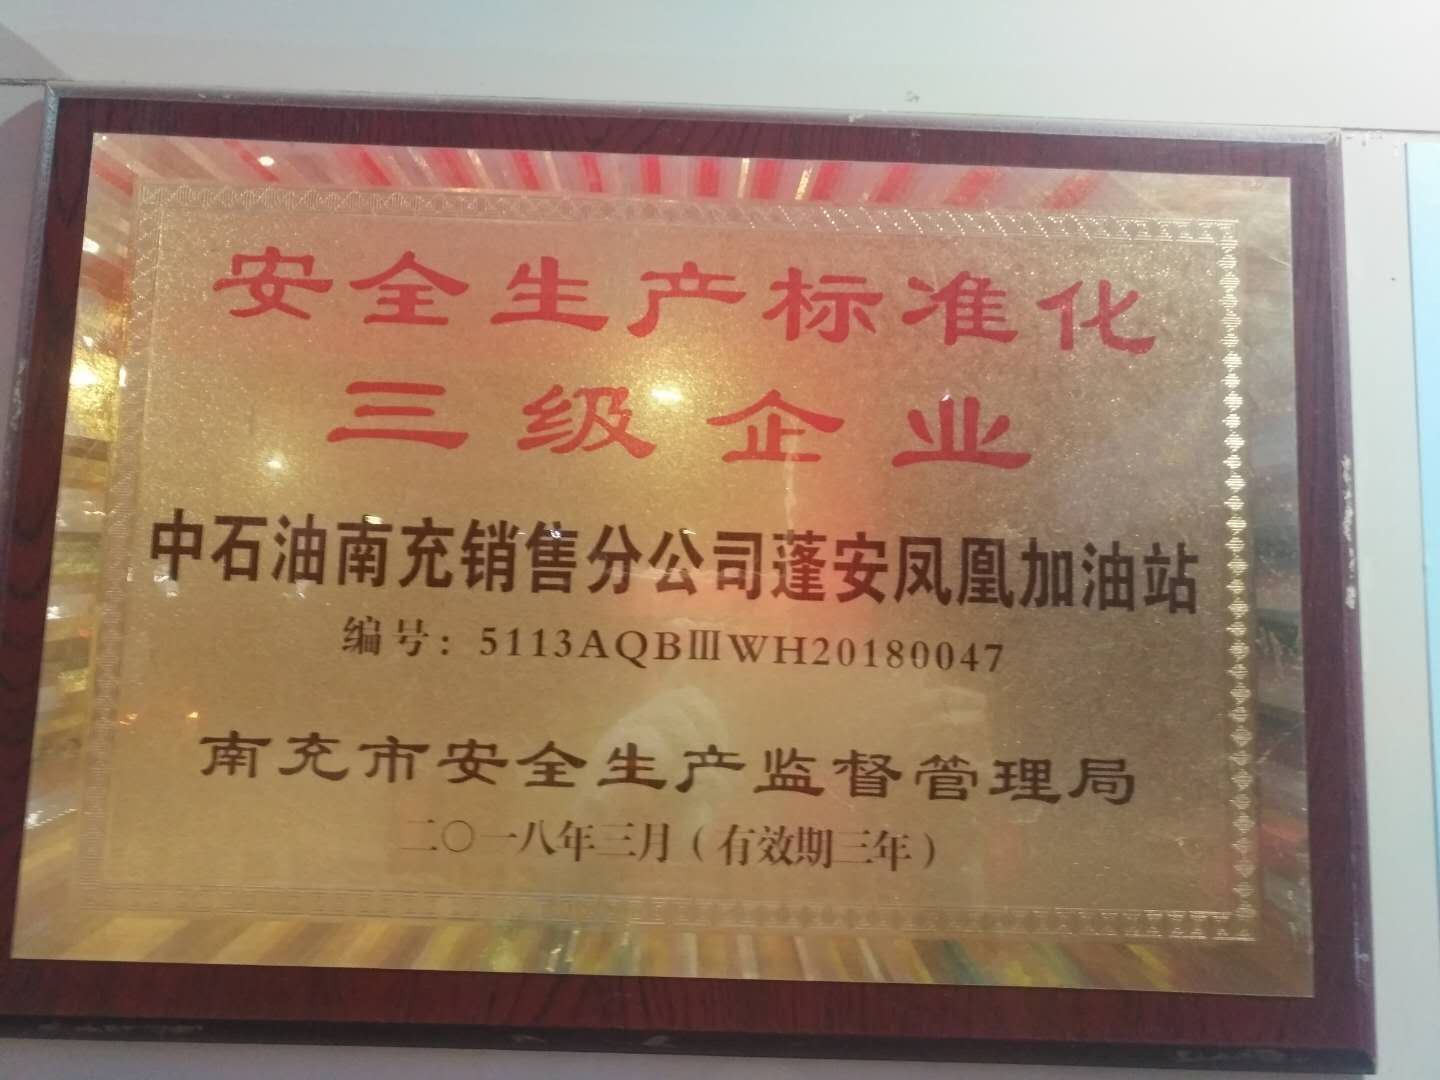 安全生产标准化
三级企业
中石油南充销售分公司蓬安凤凰加油站
编号：5113AQBⅢWH20180047
南充市安全生产监督管理局
二〇一八年三月（有效期三年）